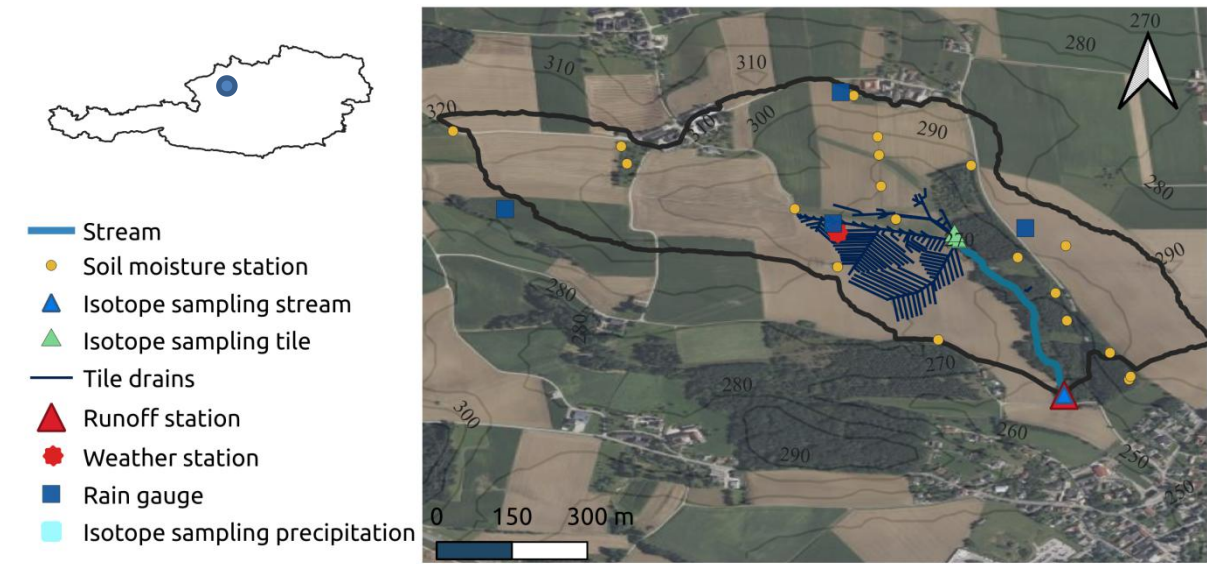 Stream
Soil moisture station
Isotope sampling stream
Isotope sampling tile
Tile drains
Runoff station
Weather station
Rain gauge
Isotope sampling precipitation
270
280
310
310
320
310
300
290
280
270
290
280
280
270
280
300
260
290
250
250
0 150 300 m